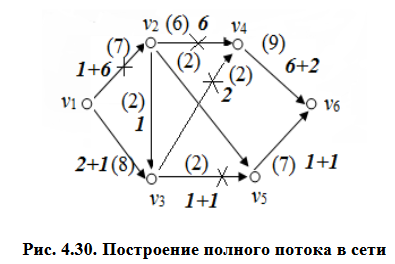 v2 (6) 6 v4
(7) (9)
1+6 (2) (2) 6+2
v1 (2) 2 v6
1
2+1 (8) (2) (7) 1+1
v3 1+1 v5
Рис. 4.30. Построение полного потока в сети